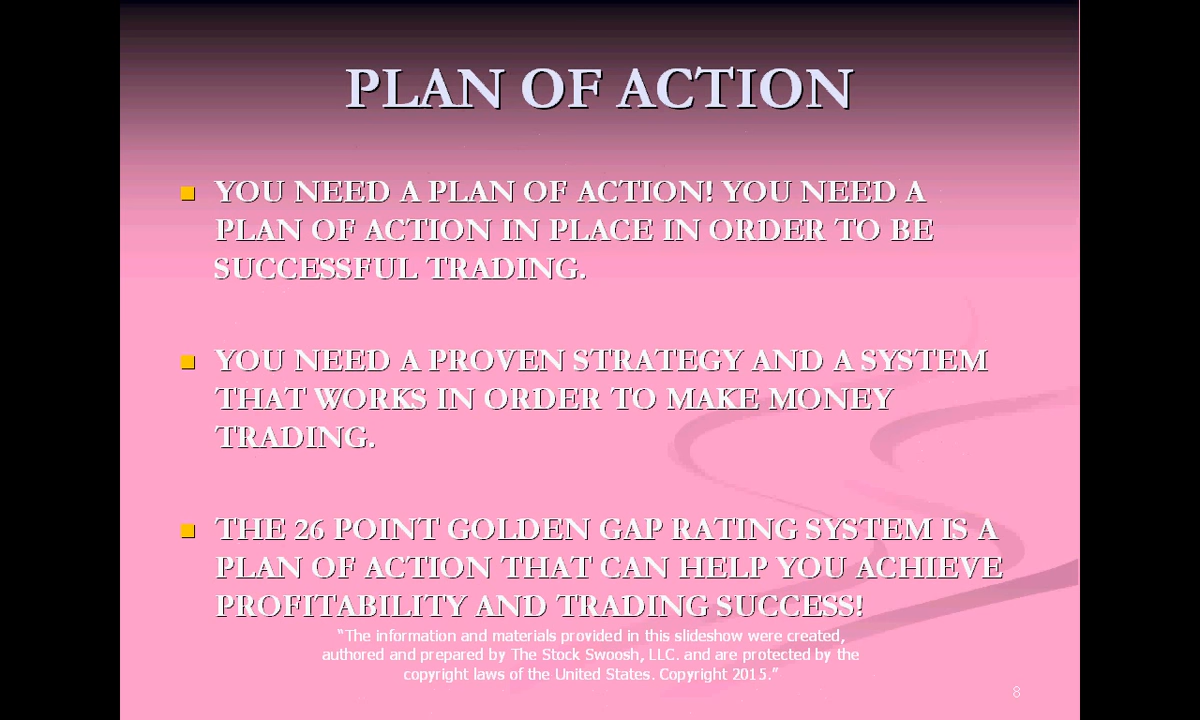 PLAN OF ACTION
YOU NEED A PLAN OF ACTION! YOU NEED A
PLAN OF ACTION IN PLACE IN ORDER TO BE
SUCCESSFUL TRADING.
YOU NEED A PROVEN STRATEGY AND A SYSTEM
THAT WORKS IN ORDER TO MAKE MONEY
TRADING.
THE 26 POINT GOLDEN GAP RATING SYSTEM IS A
PLAN OF ACTION THAT CAN HELP YOU ACHIEVE
PROFITABILITY AND TRADING SUCCESS!
"The information and materials provided in this slideshow were created,
authored and prepared by The Stock Swoosh, LLC. and are protected by the
copyright laws of the United States. Copyright 2015."
8